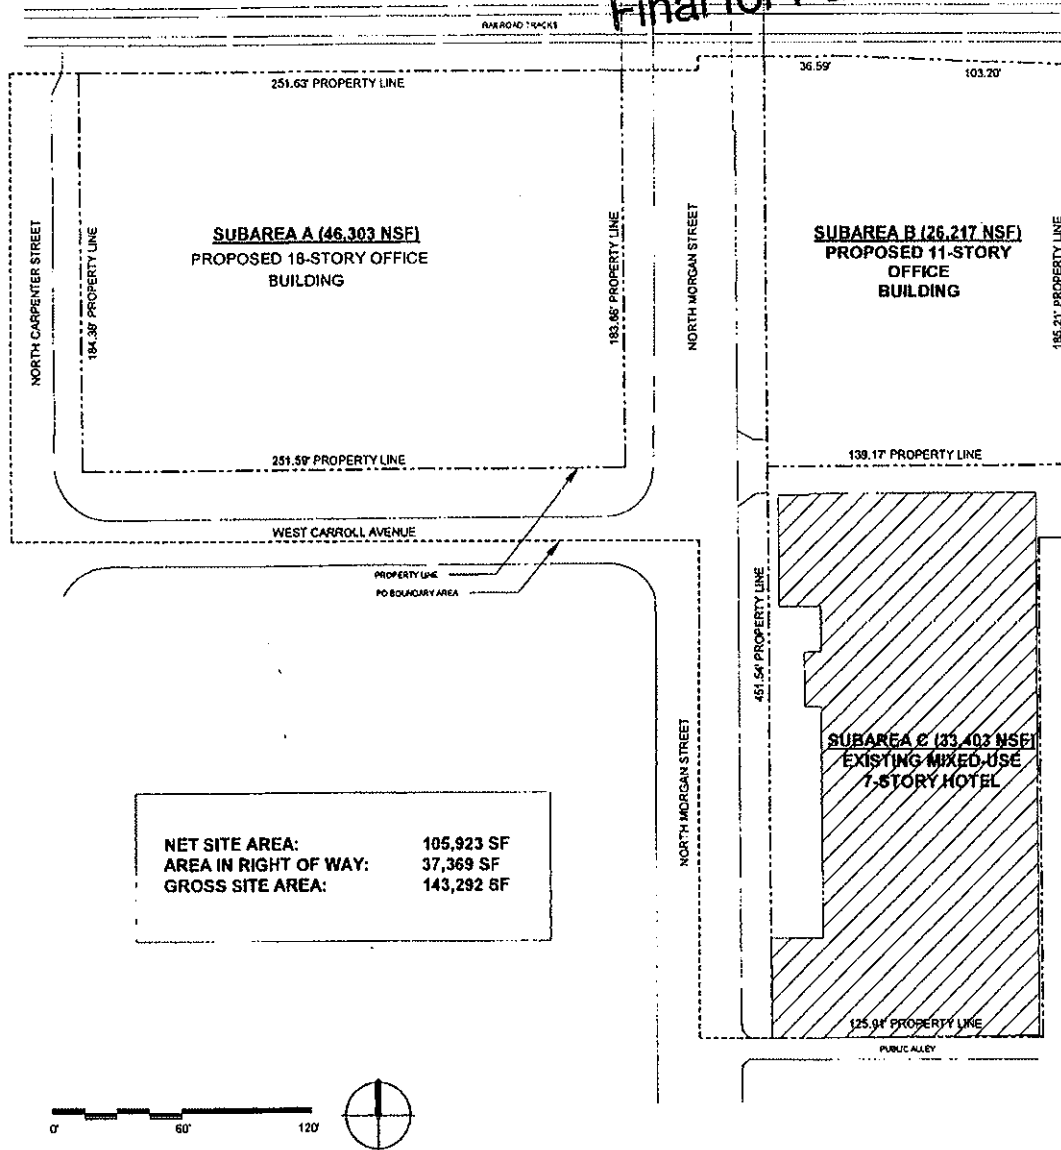 Final for
RAILROAD TRACKS
251.63' PROPERTY LINE
36.59'
103.20'
NORTH CARPENTER STREET
184.38' PROPERTY LINE
SUBAREA A (46,303 NSF)
PROPOSED 18-STORY OFFICE
BUILDING
183.66' PROPERTY LINE
NORTH MORGAN STREET
SUBAREA B (26,217 NSF)
PROPOSED 11-STORY
OFFICE
BUILDING
185.21' PROPERTY LINE
251.59' PROPERTY LINE
139.17' PROPERTY LINE
WEST CARROLL AVENUE
PROPERTY LINE
PD BOUNDARY AREA
451.54' PROPERTY LINE
NORTH MORGAN STREET
SUBAREA C (33,403 NSF)
EXISTING MIXED-USE
7-STORY HOTEL
NET SITE AREA: 105,923 SF
AREA IN RIGHT OF WAY: 37,369 SF
GROSS SITE AREA: 143,292 SF
125.01' PROPERTY LINE
PUBLIC ALLEY
0' 60' 120'